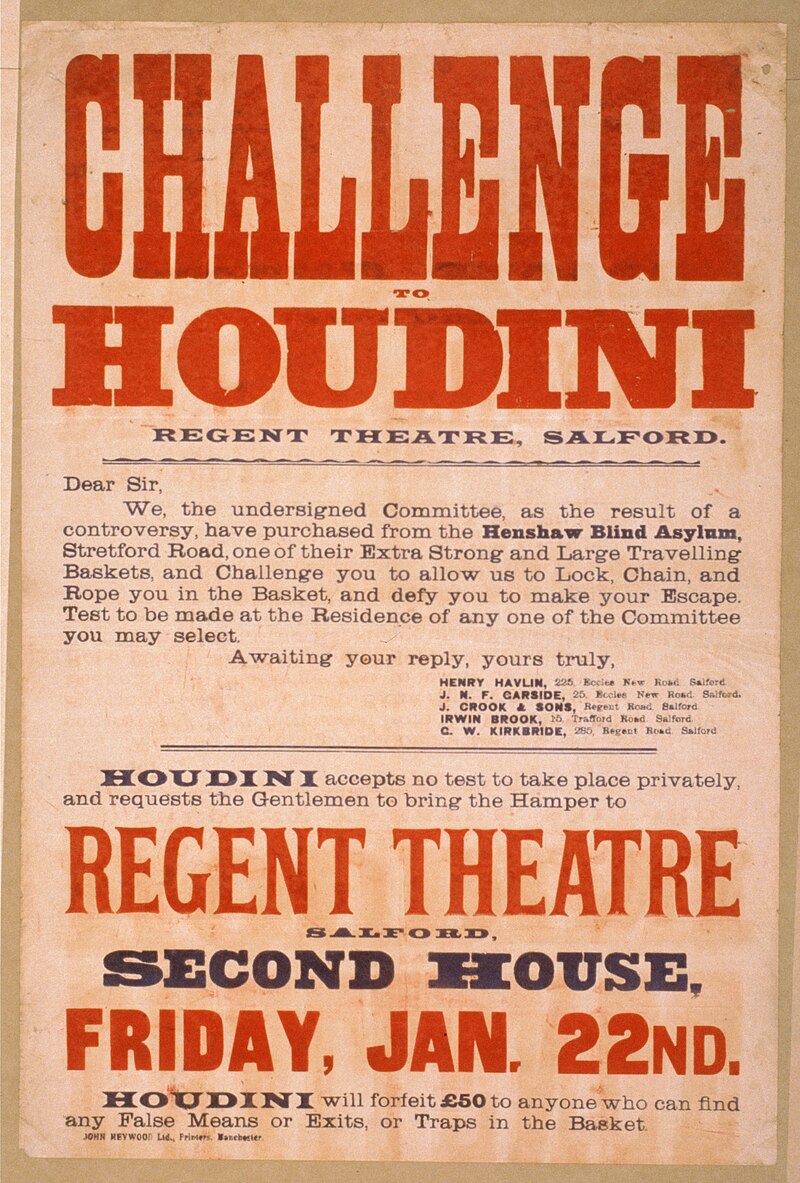 CHALLENGE
TO
HOUDINI
REGENT THEATRE, SALFORD.
Dear Sir,
We, the undersigned Committee, as the result of a
controversy, have purchased from the Henshaw Blind Asylum,
Stretford Road, one of their Extra Strong and Large Travelling
Baskets, and Challenge you to allow us to Lock, Chain, and
Rope you in the Basket, and defy you to make your Escape.
Test to be made at the Residence of any one of the Committee
you may select.
Awaiting your reply, yours truly,
HENRY HAVLIN, 225, Eccles New Road. Salford.
J. N. F. GARSIDE, 25, Eccles New Road. Salford.
J. CROOK & SONS, Regent Road, Salford.
IRWIN BROOK, 15, Trafford Road. Salford.
C. W. KIRKBRIDE, 285, Regent Road. Salford.
HOUDINI accepts no test to take place privately,
and requests the Gentlemen to bring the Hamper to
REGENT THEATRE
SALFORD,
SECOND HOUSE,
FRIDAY, JAN. 22ND.
HOUDINI will forfeit £50 to anyone who can find
any False Means or Exits, or Traps in the Basket.
JOHN HEYWOOD Ltd., Printers, Manchester.